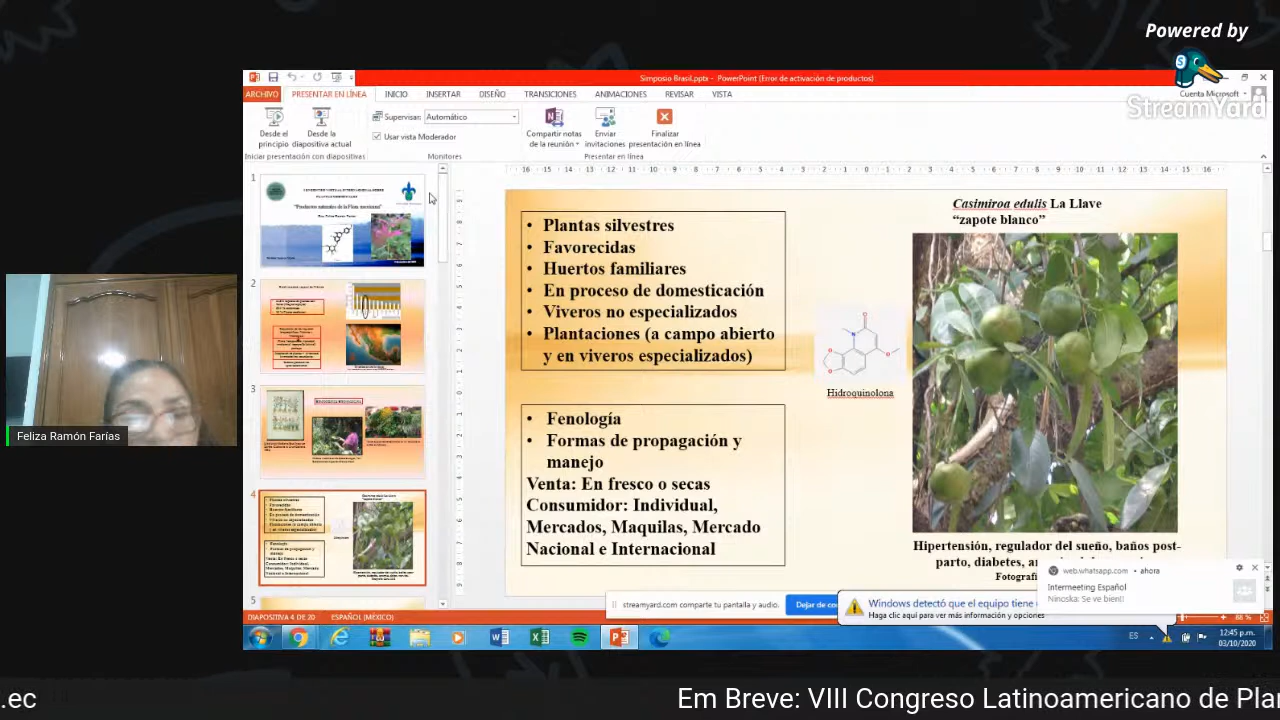 Powered by
StreamYard
Simposio Brasil.pptx - PowerPoint (Error de activación de productos)
ARCHIVO PRESENTAR EN LÍNEA INICIO INSERTAR DISEÑO TRANSICIONES ANIMACIONES REVISAR VISTA
Cuenta Microsoft
Desde el principio
Desde la diapositiva actual
Iniciar presentación con diapositivas
Supervisar: Automático
Usar vista Moderador
Monitores
Compartir notas de la reunión
Enviar invitaciones
Finalizar presentación en línea
Presentar en línea
1
2
3
4
5
• Plantas silvestres
• Favorecidas
• Huertos familiares
• En proceso de domesticación
• Viveros no especializados
• Plantaciones (a campo abierto
y en viveros especializados)
• Fenología
• Formas de propagación y
manejo
Venta: En fresco o secas
Consumidor: Individual,
Mercados, Maquilas, Mercado
Nacional e Internacional
Casimiroa edulis La Llave
“zapote blanco”
Hidroquinolona
Hipertensión, regulador del sueño, baños post-
parto, diabetes,
web.whatsapp.com • ahora
Intermeeting Español
Ninoska: Se ve bien!!
streamyard.com comparte tu pantalla y audio.
Dejar de
Windows detectó que el equipo tiene
Haga clic aquí para ver más información y opciones
Feliza Ramón Farías
DIAPOSITIVA 4 DE 20 ESPAÑOL (MÉXICO)
88 %
ES
12:45 p.m.
03/10/2020
.ec
Em Breve: VIII Congreso Latinoamericano de Pla